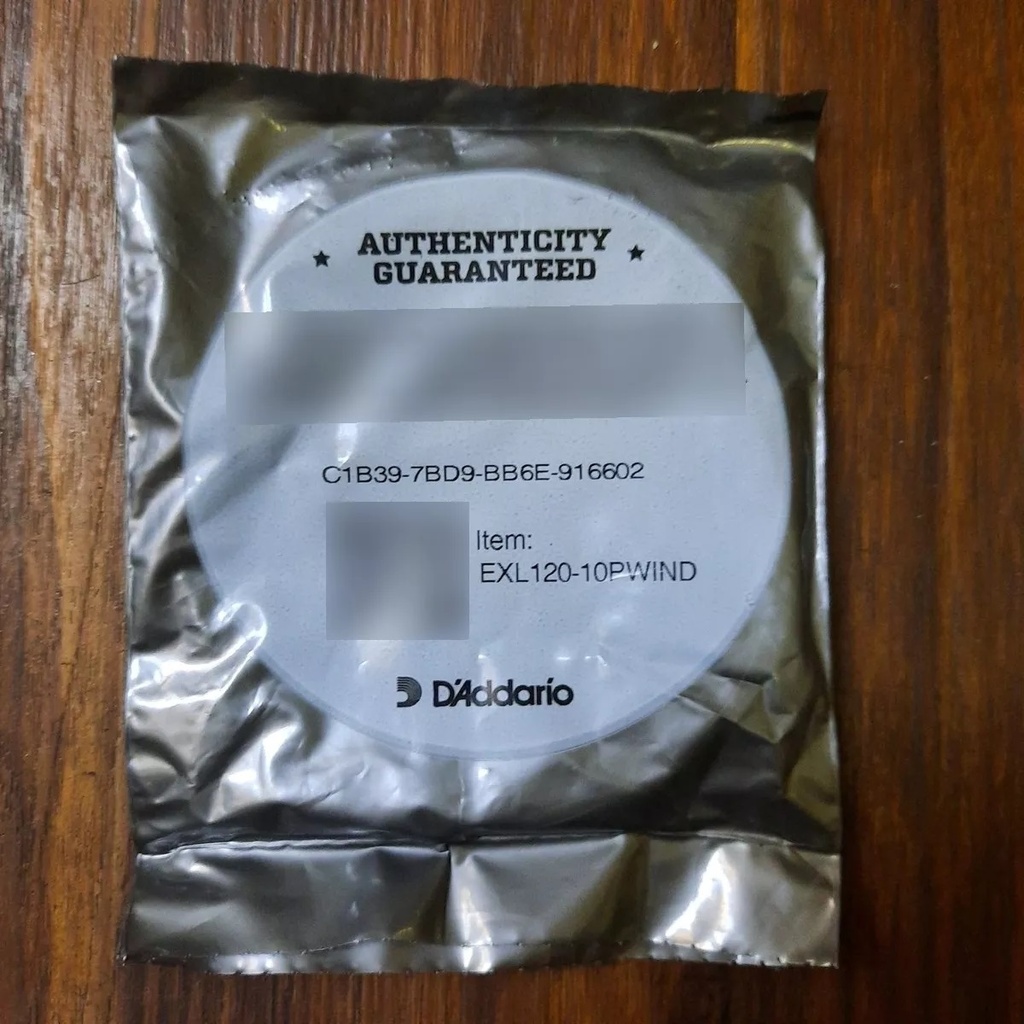 AUTHENTICITY
GUARANTEED
C1B39-7BD9-BB6E-916602
Item:
EXL120-10PWIND
D'Addario